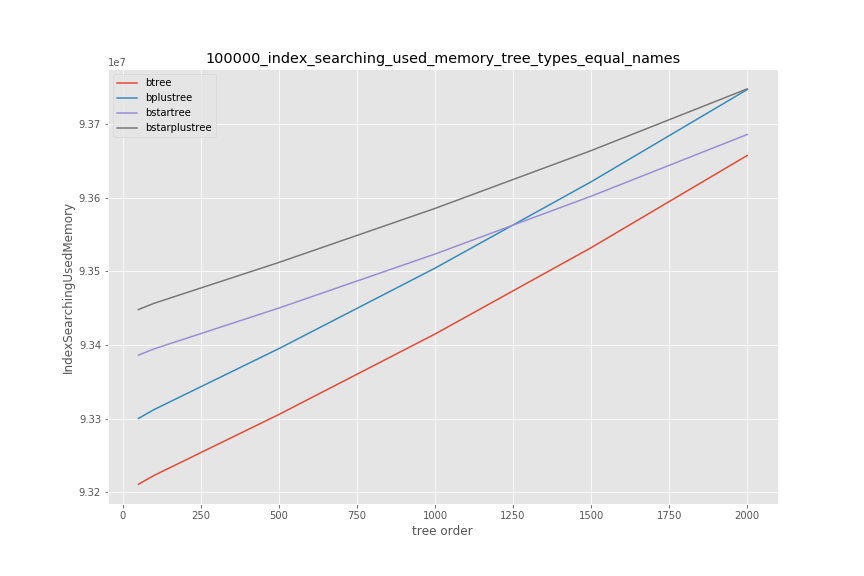 100000_index_searching_used_memory_tree_types_equal_names
1e7
btree
bplustree
bstartree
bstarplustree
9.37
9.36
9.35
9.34
9.33
9.32
IndexSearchingUsedMemory
0 250 500 750 1000 1250 1500 1750 2000
tree order